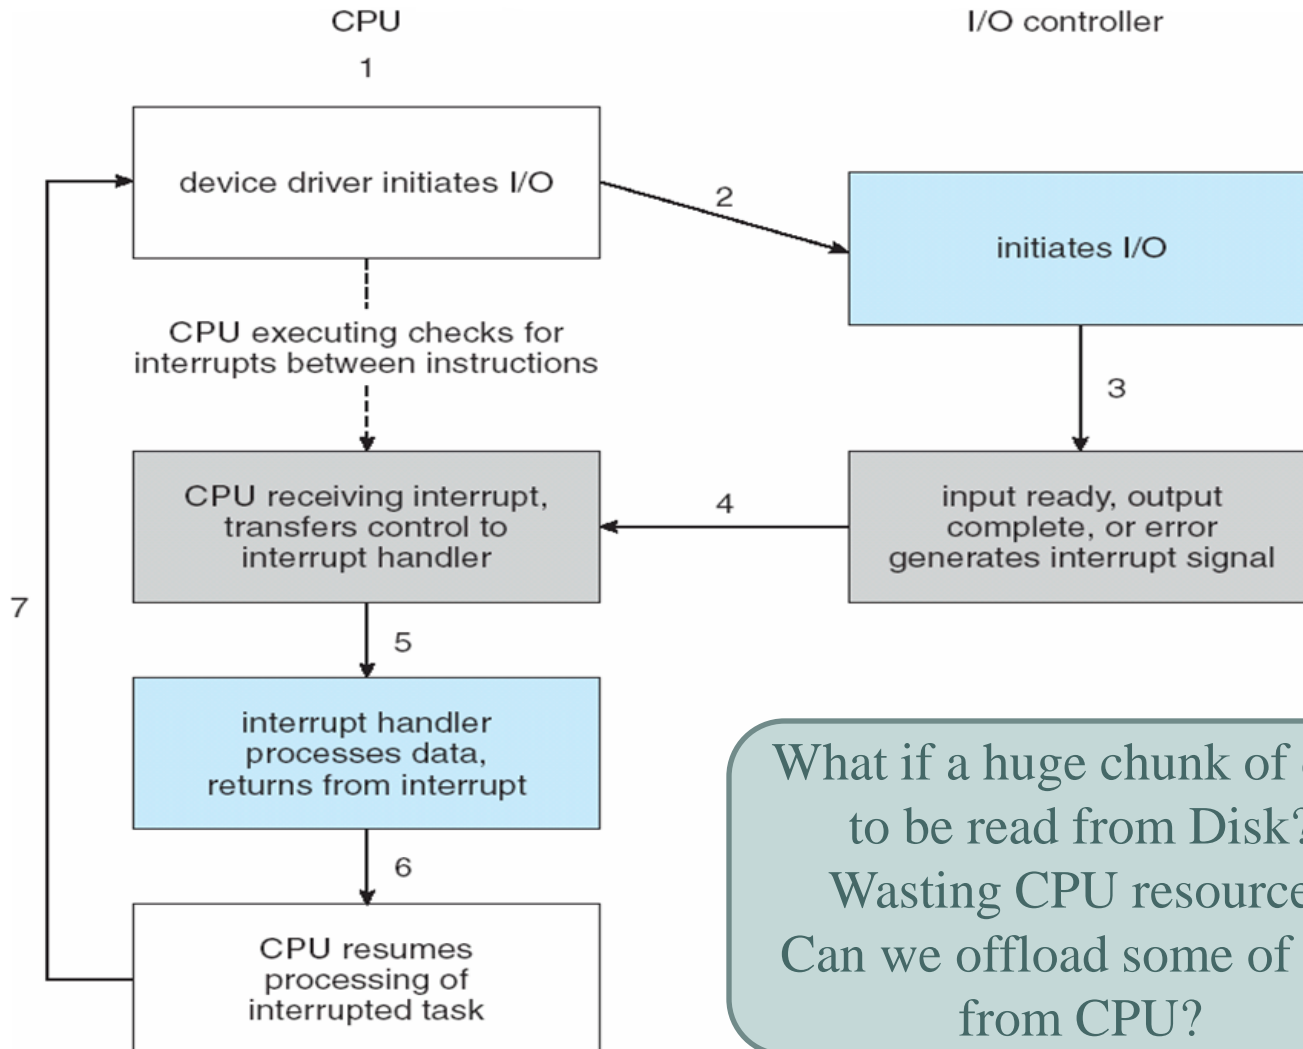 CPU
I/O controller
1
device driver initiates I/O
2
initiates I/O
CPU executing checks for
interrupts between instructions
3
CPU receiving interrupt,
transfers control to
interrupt handler
4
input ready, output
complete, or error
generates interrupt signal
7
5
interrupt handler
processes data,
returns from interrupt
6
CPU resumes
processing of
interrupted task
What if a huge chunk of
to be read from Disk?
Wasting CPU
Can we offload some of
from CPU?